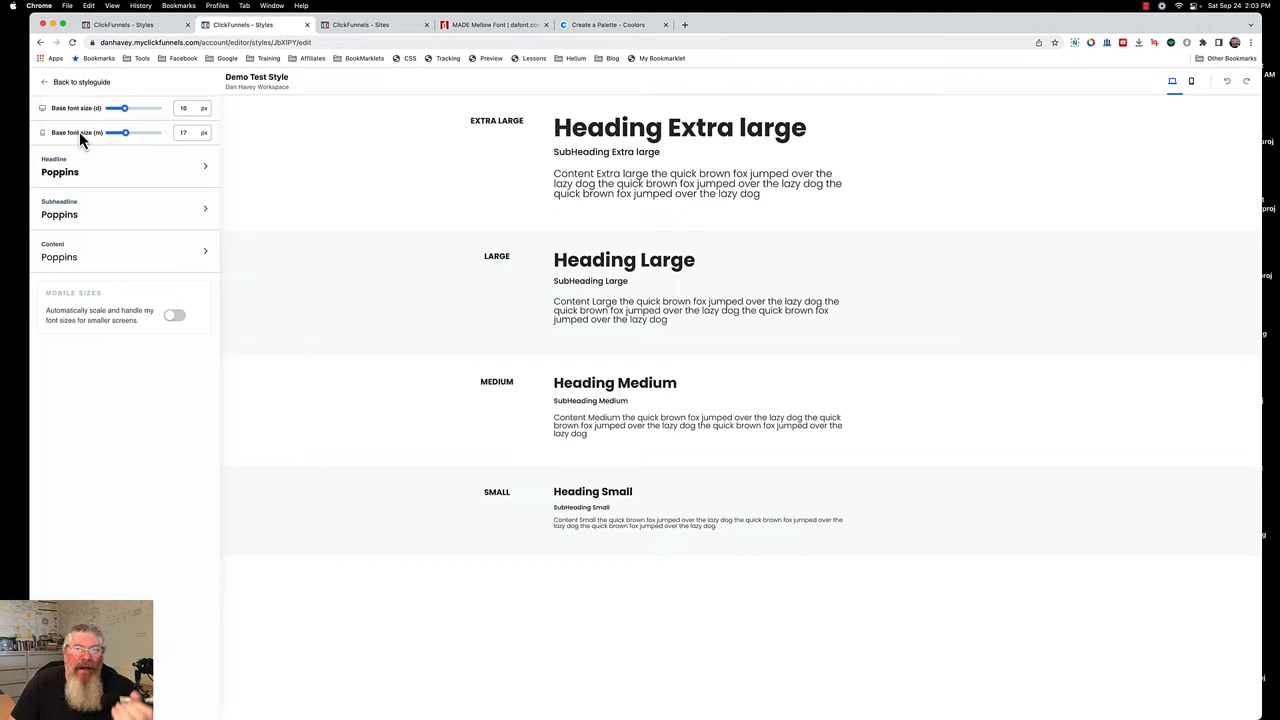 Chrome File Edit View History Bookmarks Profiles Tab Window Help
Sat Sep 24 2:03 PM
ClickFunnels - Styles
ClickFunnels - Styles
ClickFunnels - Sites
MADE Mellow Font | dafont.co
Create a Palette - Coolors
danhavey.myclickfunnels.com/account/editor/styles/JbXlPY/edit
Apps Bookmarks Tools Facebook Google Training Affiliates BookMarklets CSS Tracking Preview Lessons Helium Blog My Bookmarklet Other Bookmarks
AM
Back to styleguide
Demo Test Style
Dan Havey Workspace
Base font size (d) 16 px
Base font size (m) 17 px
Headline
Poppins
Subheadline
Poppins
Content
Poppins
MOBILE SIZES
Automatically scale and handle my
font sizes for smaller screens.
EXTRA LARGE
Heading Extra large
SubHeading Extra large
Content Extra large the quick brown fox jumped over the
lazy dog the quick brown fox jumped over the lazy dog the
quick brown fox jumped over the lazy dog
LARGE
Heading Large
SubHeading Large
Content Large the quick brown fox jumped over the lazy dog the
quick brown fox jumped over the lazy dog the quick brown fox
jumped over the lazy dog
MEDIUM
Heading Medium
SubHeading Medium
Content Medium the quick brown fox jumped over the lazy dog the quick
brown fox jumped over the lazy dog the quick brown fox jumped over the
lazy dog
SMALL
Heading Small
SubHeading Small
Content Small the quick brown fox jumped over the lazy dog the quick brown fox jumped over the
lazy dog the quick brown fox jumped over the lazy dog
proj
proj